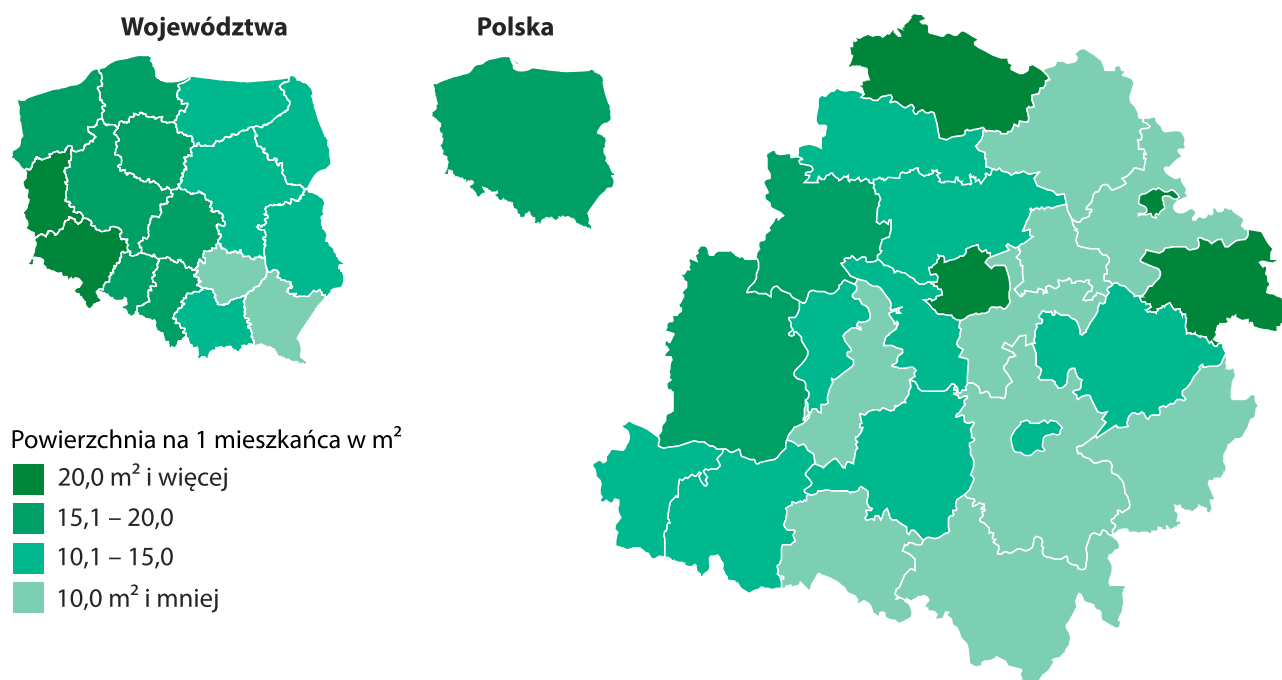 Województwa
Polska
Powierzchnia na 1 mieszkańca w m²
20,0 m² i więcej
15,1 – 20,0
10,1 – 15,0
10,0 m² i mniej